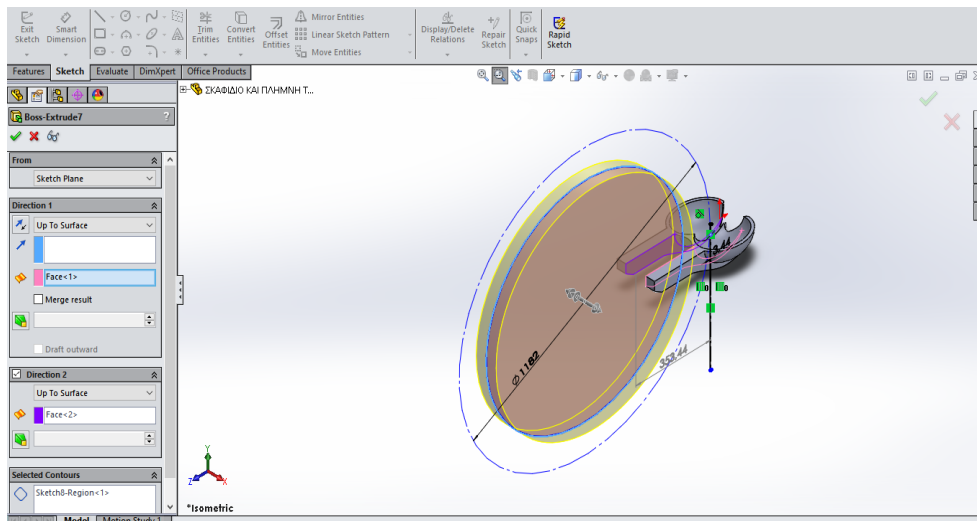 Exit Sketch
Smart Dimension
Trim Entities
Convert Entities
Offset Entities
Mirror Entities
Linear Sketch Pattern
Move Entities
Display/Delete Relations
Repair Sketch
Quick Snaps
Rapid Sketch
Features Sketch Evaluate DimXpert Office Products
ΣΚΑΦΙΔΙΟ ΚΑΙ ΠΛΗΜΝΗ Τ...
Boss-Extrude7
?
From
Sketch Plane
Direction 1
Up To Surface
Face<1>
Merge result
Draft outward
Direction 2
Up To Surface
Face<2>
Selected Contours
Sketch8-Region<1>
∅1182
358.44
Y
Z X
*Isometric
Model Motion Study 1